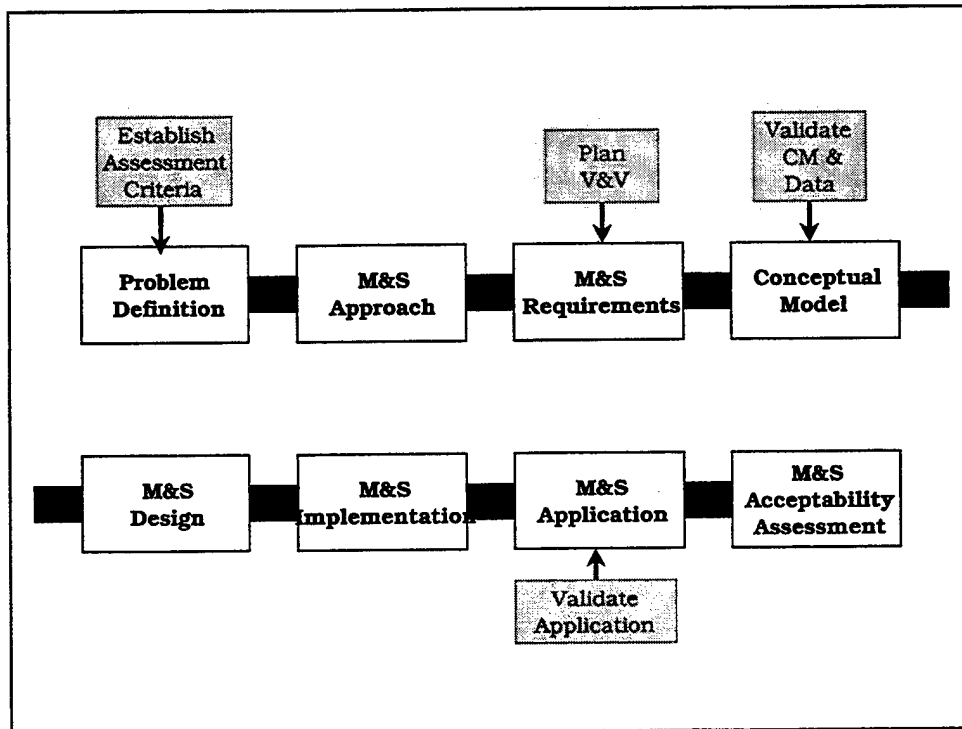 Establish
Assessment
Criteria
Plan
V&V
Validate
CM &
Data
Problem
Definition
M&S
Approach
M&S
Requirements
Conceptual
Model
M&S
Design
M&S
Implementation
M&S
Application
M&S
Acceptability
Assessment
Validate
Application